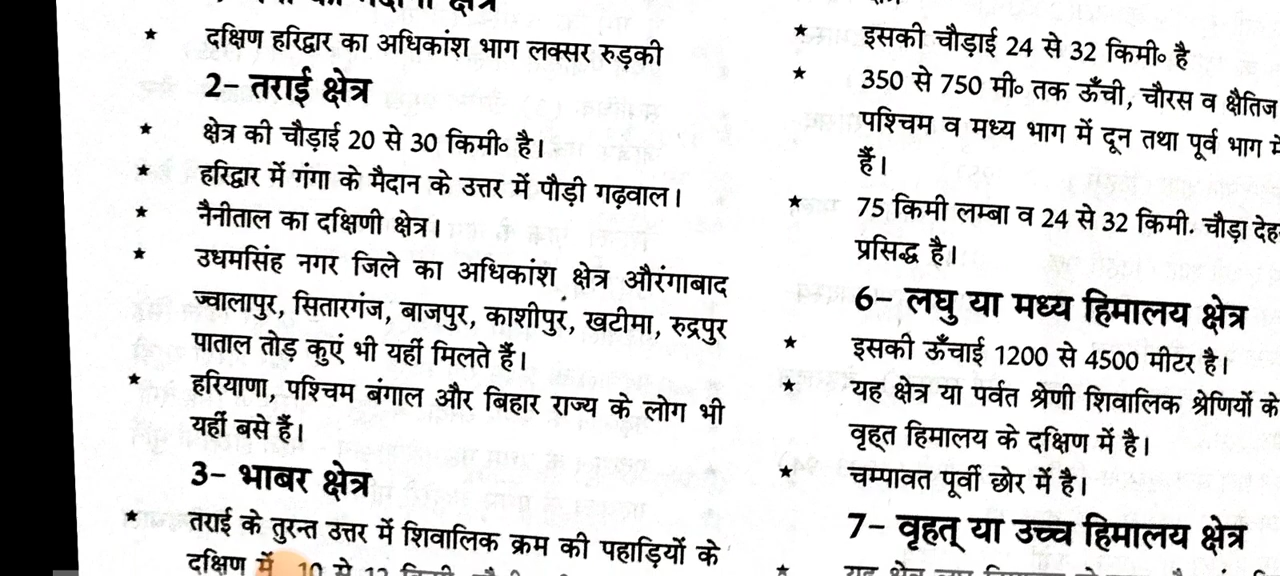 दक्षिण हरिद्वार का अधिकांश भाग लक्सर रुड़की
2- तराई क्षेत्र
क्षेत्र की चौड़ाई 20 से 30 किमी० है।
हरिद्वार में गंगा के मैदान के उत्तर में पौड़ी गढ़वाल।
नैनीताल का दक्षिणी क्षेत्र।
उधमसिंह नगर जिले का अधिकांश क्षेत्र औरंगाबाद
ज्वालापुर, सितारगंज, बाजपुर, काशीपुर, खटीमा, रुद्रपुर
पाताल तोड़ कुएं भी यहीं मिलते हैं।
हरियाणा, पश्चिम बंगाल और बिहार राज्य के लोग भी
यहीं बसे हैं।
3- भाबर क्षेत्र
तराई के तुरन्त उत्तर में शिवालिक क्रम की पहाड़ियों के
दक्षिण में 10 से 12
इसकी चौड़ाई 24 से 32 किमी० है
350 से 750 मी० तक ऊँची, चौरस व क्षैतिज
पश्चिम व मध्य भाग में दून तथा पूर्व भाग में
हैं।
75 किमी लम्बा व 24 से 32 किमी. चौड़ा
प्रसिद्ध है।
6- लघु या मध्य हिमालय क्षेत्र
इसकी ऊँचाई 1200 से 4500 मीटर है।
यह क्षेत्र या पर्वत श्रेणी शिवालिक श्रेणियों के
वृह्त हिमालय के दक्षिण में है।
चम्पावत पूर्वी छोर में है।
7- वृहत् या उच्च हिमालय क्षेत्र